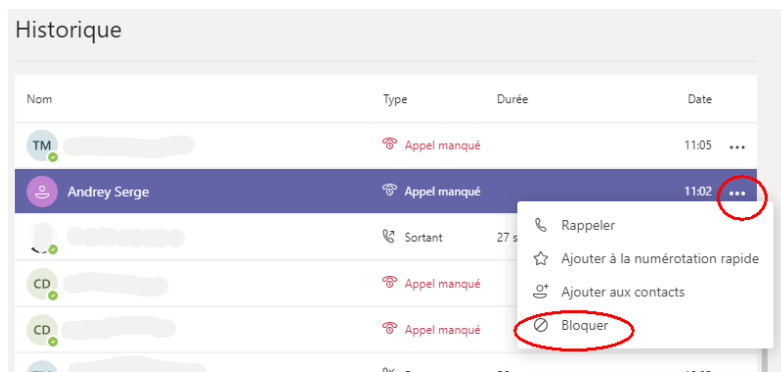 Historique
Nom Type Durée Date
TM Appel manqué 11:05 ...
Andrey Serge Appel manqué 11:02 ...
Rappeler
Sortant 27 s
Ajouter à la numérotation rapide
CD Appel manqué
Ajouter aux contacts
CD Appel manqué
Bloquer